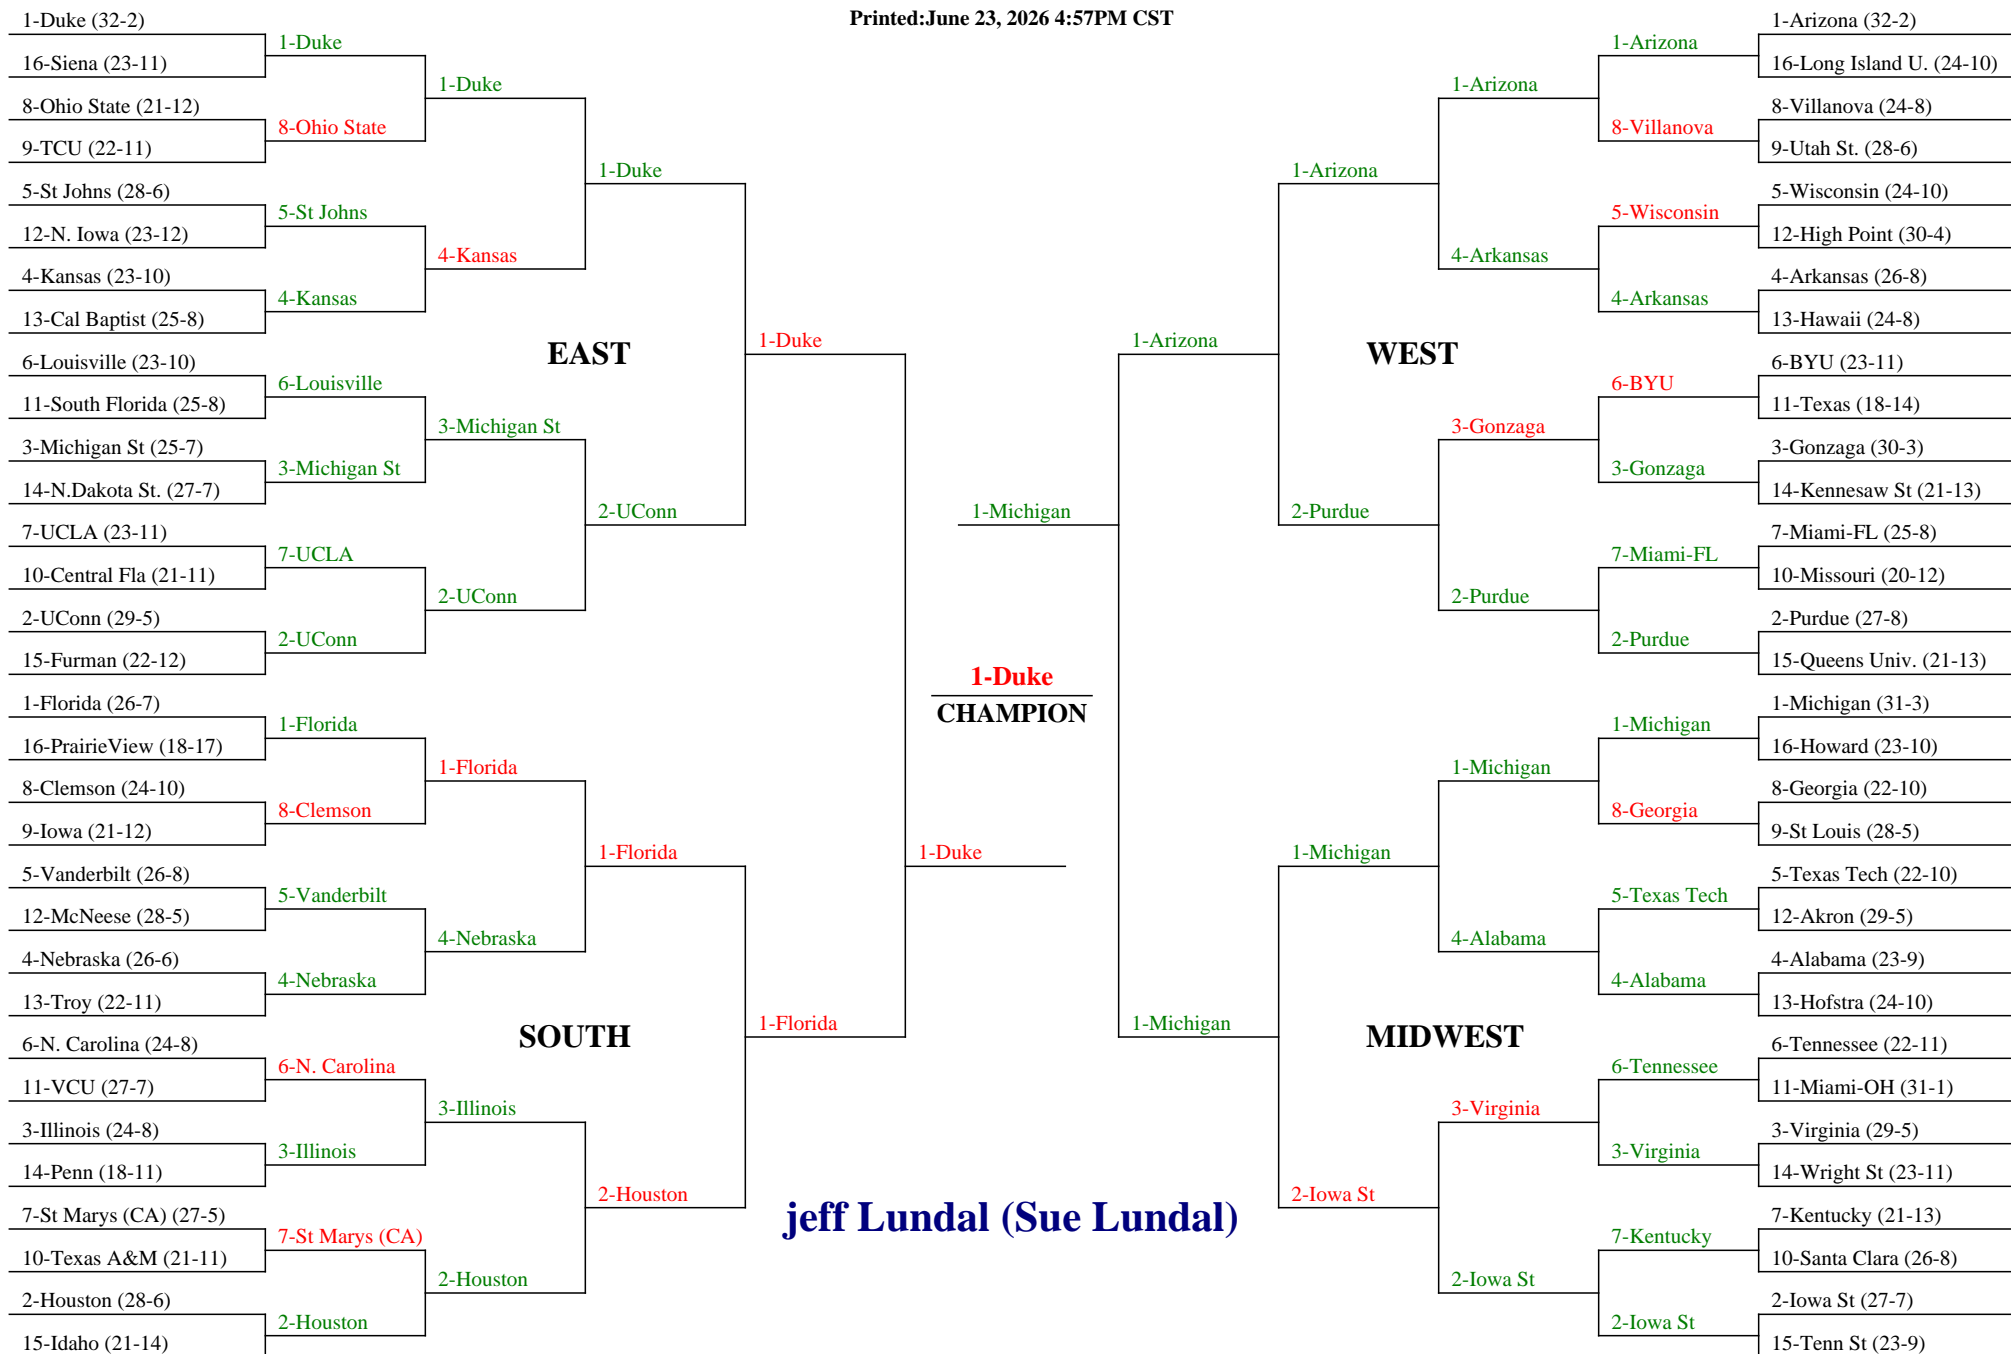 Printed:June 23, 2026 4:57PM CST
1-Duke (32-2)
16-Siena (23-11)
8-Ohio State (21-12)
9-TCU (22-11)
5-St Johns (28-6)
12-N. Iowa (23-12)
4-Kansas (23-10)
13-Cal Baptist (25-8)
6-Louisville (23-10)
11-South Florida (25-8)
3-Michigan St (25-7)
14-N.Dakota St. (27-7)
7-UCLA (23-11)
10-Central Fla (21-11)
2-UConn (29-5)
15-Furman (22-12)
1-Florida (26-7)
16-PrairieView (18-17)
8-Clemson (24-10)
9-Iowa (21-12)
5-Vanderbilt (26-8)
12-McNeese (28-5)
4-Nebraska (26-6)
13-Troy (22-11)
6-N. Carolina (24-8)
11-VCU (27-7)
3-Illinois (24-8)
14-Penn (18-11)
7-St Marys (CA) (27-5)
10-Texas A&M (21-11)
2-Houston (28-6)
15-Idaho (21-14)
1-Duke
8-Ohio State
5-St Johns
4-Kansas
6-Louisville
3-Michigan St
7-UCLA
2-UConn
1-Florida
8-Clemson
5-Vanderbilt
4-Nebraska
6-N. Carolina
3-Illinois
7-St Marys (CA)
2-Houston
1-Duke
4-Kansas
3-Michigan St
2-UConn
1-Florida
4-Nebraska
3-Illinois
2-Houston
1-Duke
2-UConn
1-Florida
2-Houston
EAST
SOUTH
1-Duke
1-Florida
1-Duke
1-Michigan
1-Duke
CHAMPION
jeff Lundal (Sue Lundal)
1-Arizona
1-Michigan
WEST
MIDWEST
1-Arizona
2-Purdue
1-Michigan
2-Iowa St
1-Arizona
4-Arkansas
3-Gonzaga
2-Purdue
1-Michigan
4-Alabama
3-Virginia
2-Iowa St
1-Arizona
8-Villanova
5-Wisconsin
4-Arkansas
6-BYU
3-Gonzaga
7-Miami-FL
2-Purdue
1-Michigan
8-Georgia
5-Texas Tech
4-Alabama
6-Tennessee
3-Virginia
7-Kentucky
2-Iowa St
1-Arizona (32-2)
16-Long Island U. (24-10)
8-Villanova (24-8)
9-Utah St. (28-6)
5-Wisconsin (24-10)
12-High Point (30-4)
4-Arkansas (26-8)
13-Hawaii (24-8)
6-BYU (23-11)
11-Texas (18-14)
3-Gonzaga (30-3)
14-Kennesaw St (21-13)
7-Miami-FL (25-8)
10-Missouri (20-12)
2-Purdue (27-8)
15-Queens Univ. (21-13)
1-Michigan (31-3)
16-Howard (23-10)
8-Georgia (22-10)
9-St Louis (28-5)
5-Texas Tech (22-10)
12-Akron (29-5)
4-Alabama (23-9)
13-Hofstra (24-10)
6-Tennessee (22-11)
11-Miami-OH (31-1)
3-Virginia (29-5)
14-Wright St (23-11)
7-Kentucky (21-13)
10-Santa Clara (26-8)
2-Iowa St (27-7)
15-Tenn St (23-9)